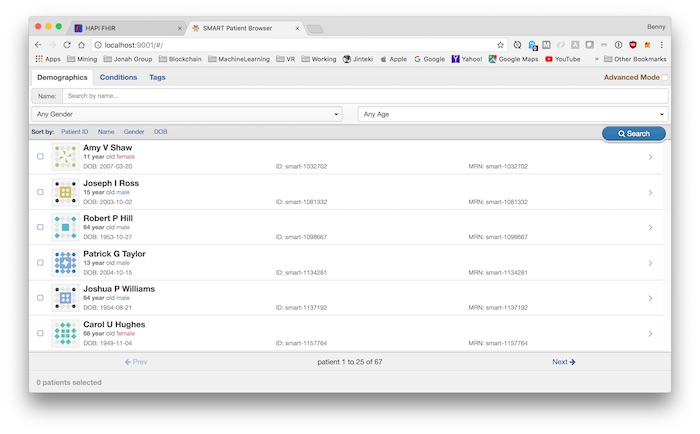 HAPI FHIR
SMART Patient Browser
Benny
localhost:9001/#/
Apps Mining Jonah Group Blockchain MachineLearning VR Working Jinteki Apple Google Yahoo! Google Maps YouTube » Other Bookmarks
Demographics Conditions Tags Advanced Mode
Name: Search by name...
Any Gender Any Age
Sort by: Patient ID Name Gender DOB Search
Amy V Shaw
11 year old female
DOB: 2007-03-20 ID: smart-1032702 MRN: smart-1032702
Joseph I Ross
15 year old male
DOB: 2003-10-02 ID: smart-1081332 MRN: smart-1081332
Robert P Hill
64 year old male
DOB: 1953-10-27 ID: smart-1098667 MRN: smart-1098667
Patrick G Taylor
13 year old male
DOB: 2004-10-15 ID: smart-1134281 MRN: smart-1134281
Joshua P Williams
64 year old male
DOB: 1954-08-21 ID: smart-1137192 MRN: smart-1137192
Carol U Hughes
68 year old female
DOB: 1949-11-04 ID: smart-1157764 MRN: smart-1157764
Prev patient 1 to 25 of 67 Next
0 patients selected